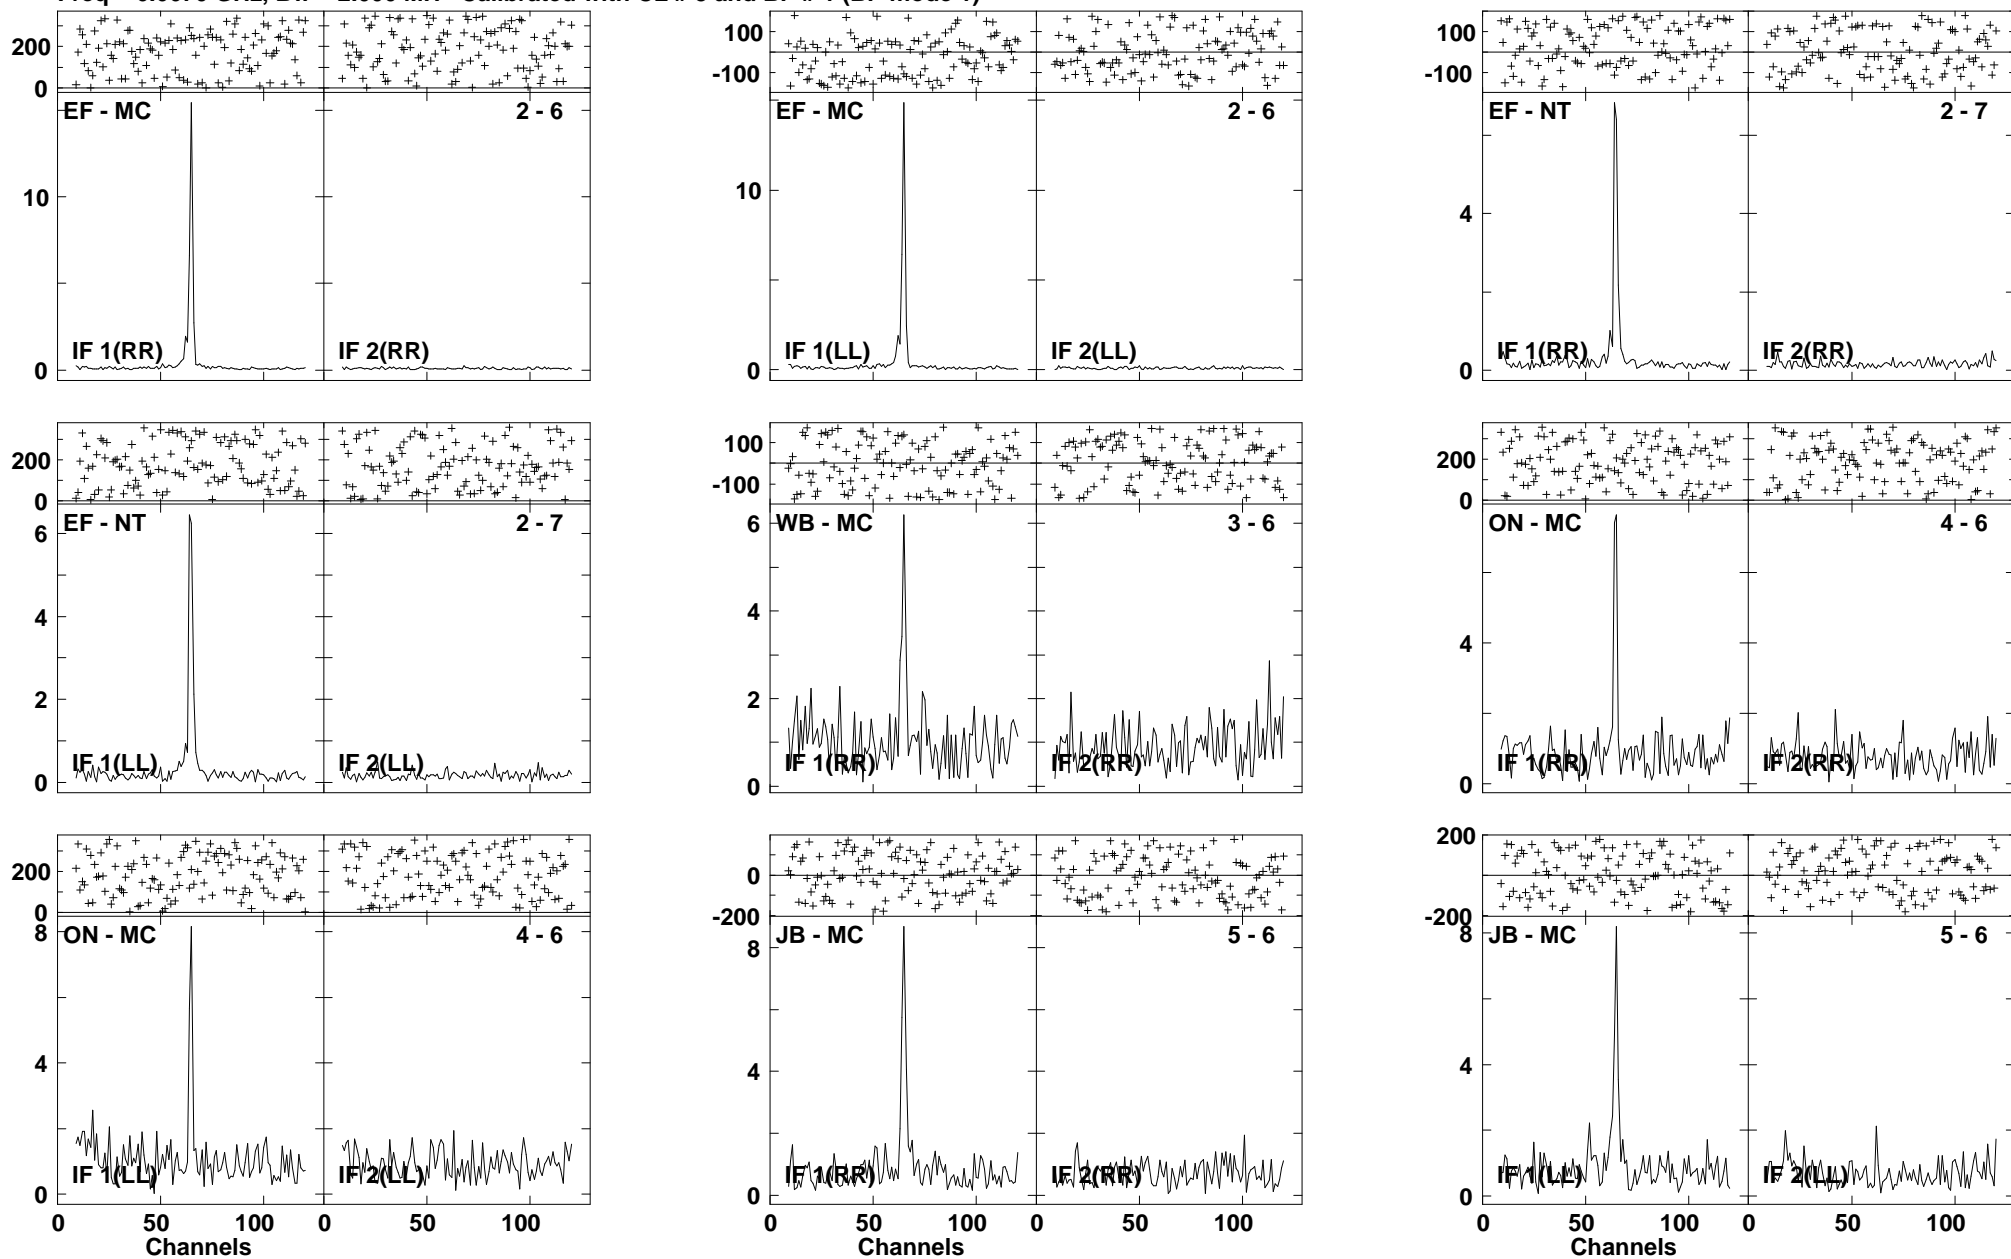 200
0
EF - MC
2 - 6
10
0
IF 1(RR)
IF 2(RR)
100
-100
EF - MC
2 - 6
10
0
IF 1(LL)
IF 2(LL)
100
-100
EF - NT
2 - 7
4
0
IF 1(RR)
IF 2(RR)
200
0
EF - NT
2 - 7
6
4
2
0
IF 1(LL)
IF 2(LL)
100
-100
WB - MC
3 - 6
6
4
2
0
IF 1(RR)
IF 2(RR)
200
0
ON - MC
4 - 6
4
0
IF 1(RR)
IF 2(RR)
200
0
ON - MC
4 - 6
8
4
0
IF 1(LL)
IF 2(LL)
0 50 100 0 50 100
Channels
0
-200
JB - MC
5 - 6
8
4
0
IF 1(RR)
IF 2(RR)
0 50 100 0 50 100
Channels
200
0
-200
JB - MC
5 - 6
8
4
0
IF 1(LL)
IF 2(LL)
0 50 100 0 50 100
Channels